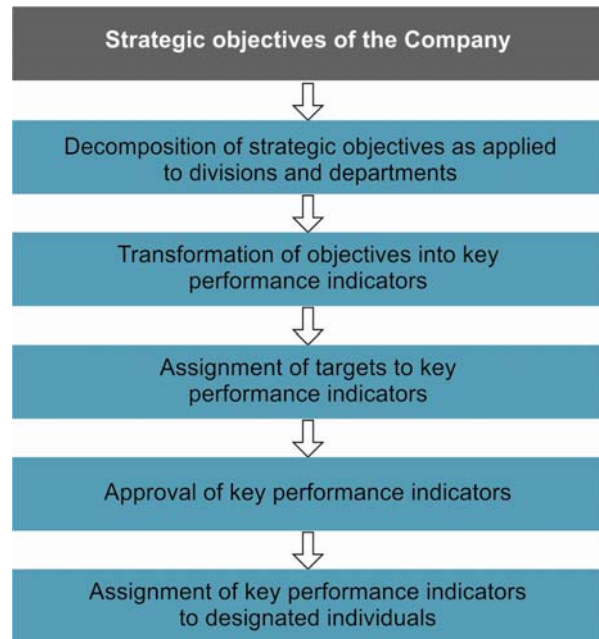 Strategic objectives of the Company
Decomposition of strategic objectives as applied
to divisions and departments
Transformation of objectives into key
performance indicators
Assignment of targets to key
performance indicators
Approval of key performance indicators
Assignment of key performance indicators
to designated individuals